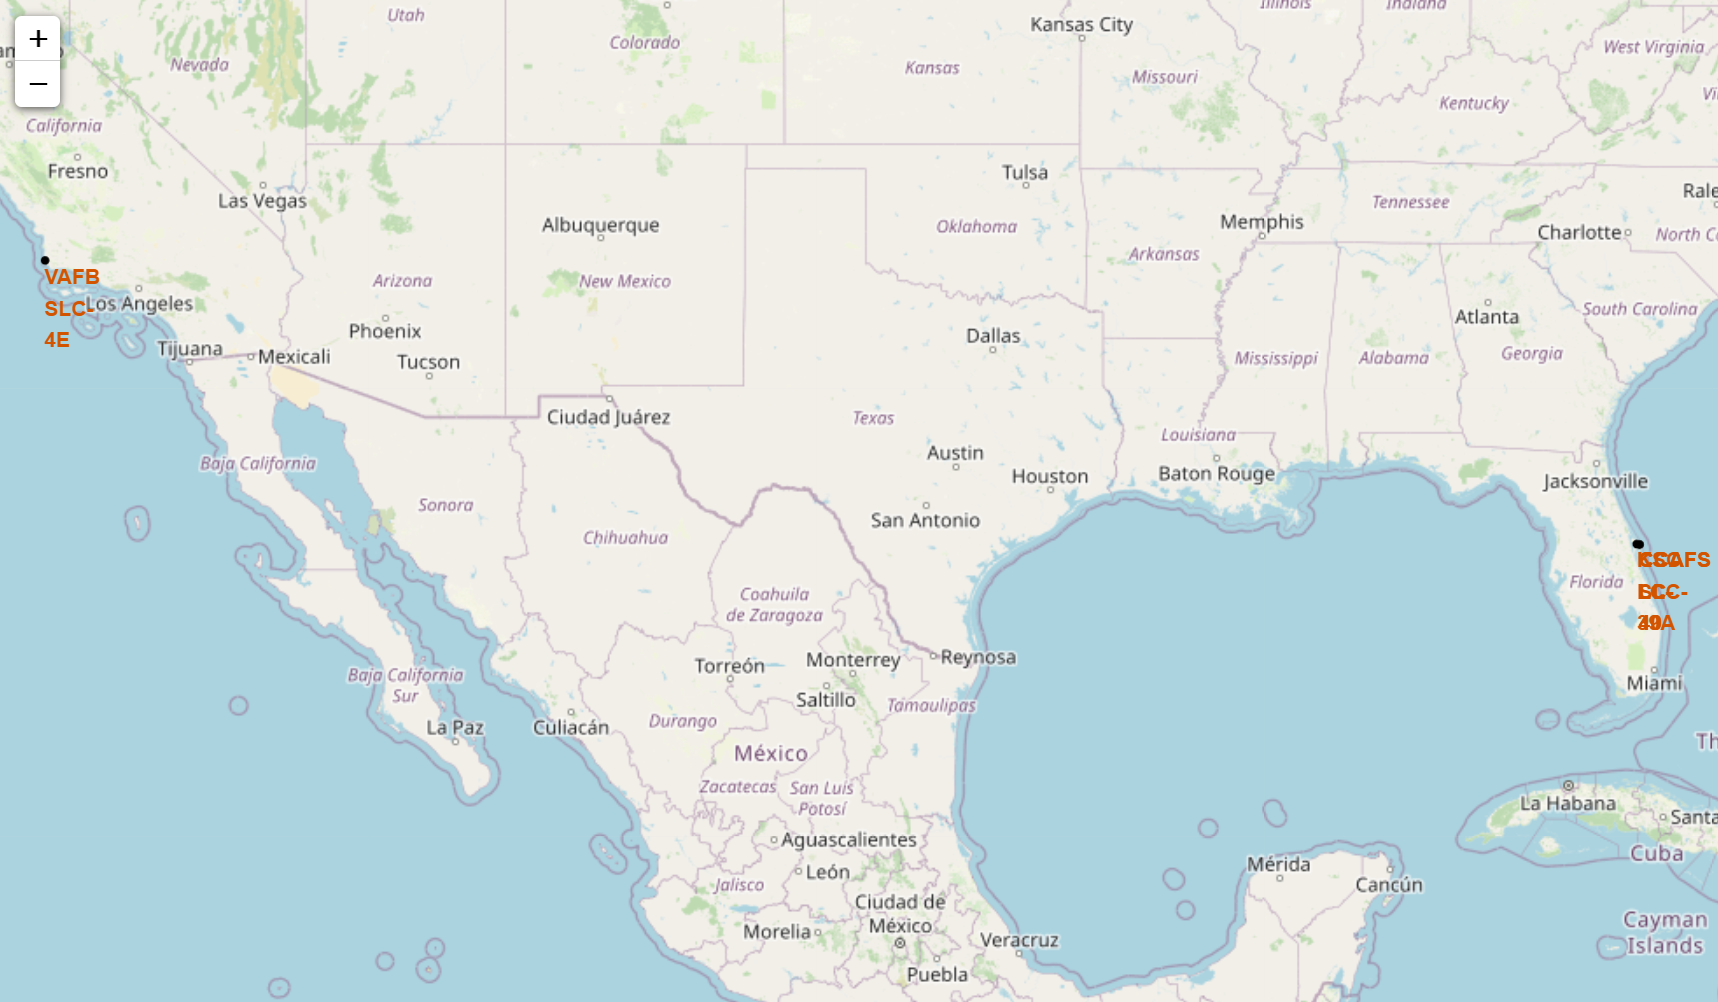 +
−
Utah
Colorado
Kansas City
Illinois
Indiana
Nevada
Kansas
Missouri
West Virginia
California
Kentucky
Fresno
Las Vegas
Tulsa
Albuquerque
Oklahoma
Memphis
Tennessee
Charlotte
Arkansas
VAFB
SLC-
4E
Los Angeles
Arizona
New Mexico
Phoenix
Dallas
Atlanta
South Carolina
Tijuana
Mexicali
Tucson
Mississippi
Alabama
Georgia
Ciudad Juárez
Texas
Louisiana
Baja California
Austin
Houston
Baton Rouge
Jacksonville
Sonora
San Antonio
Chihuahua
Florida
Coahuila
de Zaragoza
Torreón
Monterrey
Reynosa
Saltillo
Tamaulipas
Miami
Baja California
Sur
La Paz
Culiacán
Durango
México
Zacatecas
San Luis
Potosí
La Habana
Santa
Aguascalientes
Cuba
León
Mérida
Cancún
Jalisco
Ciudad de
México
Morelia
Veracruz
Cayman
Islands
Puebla